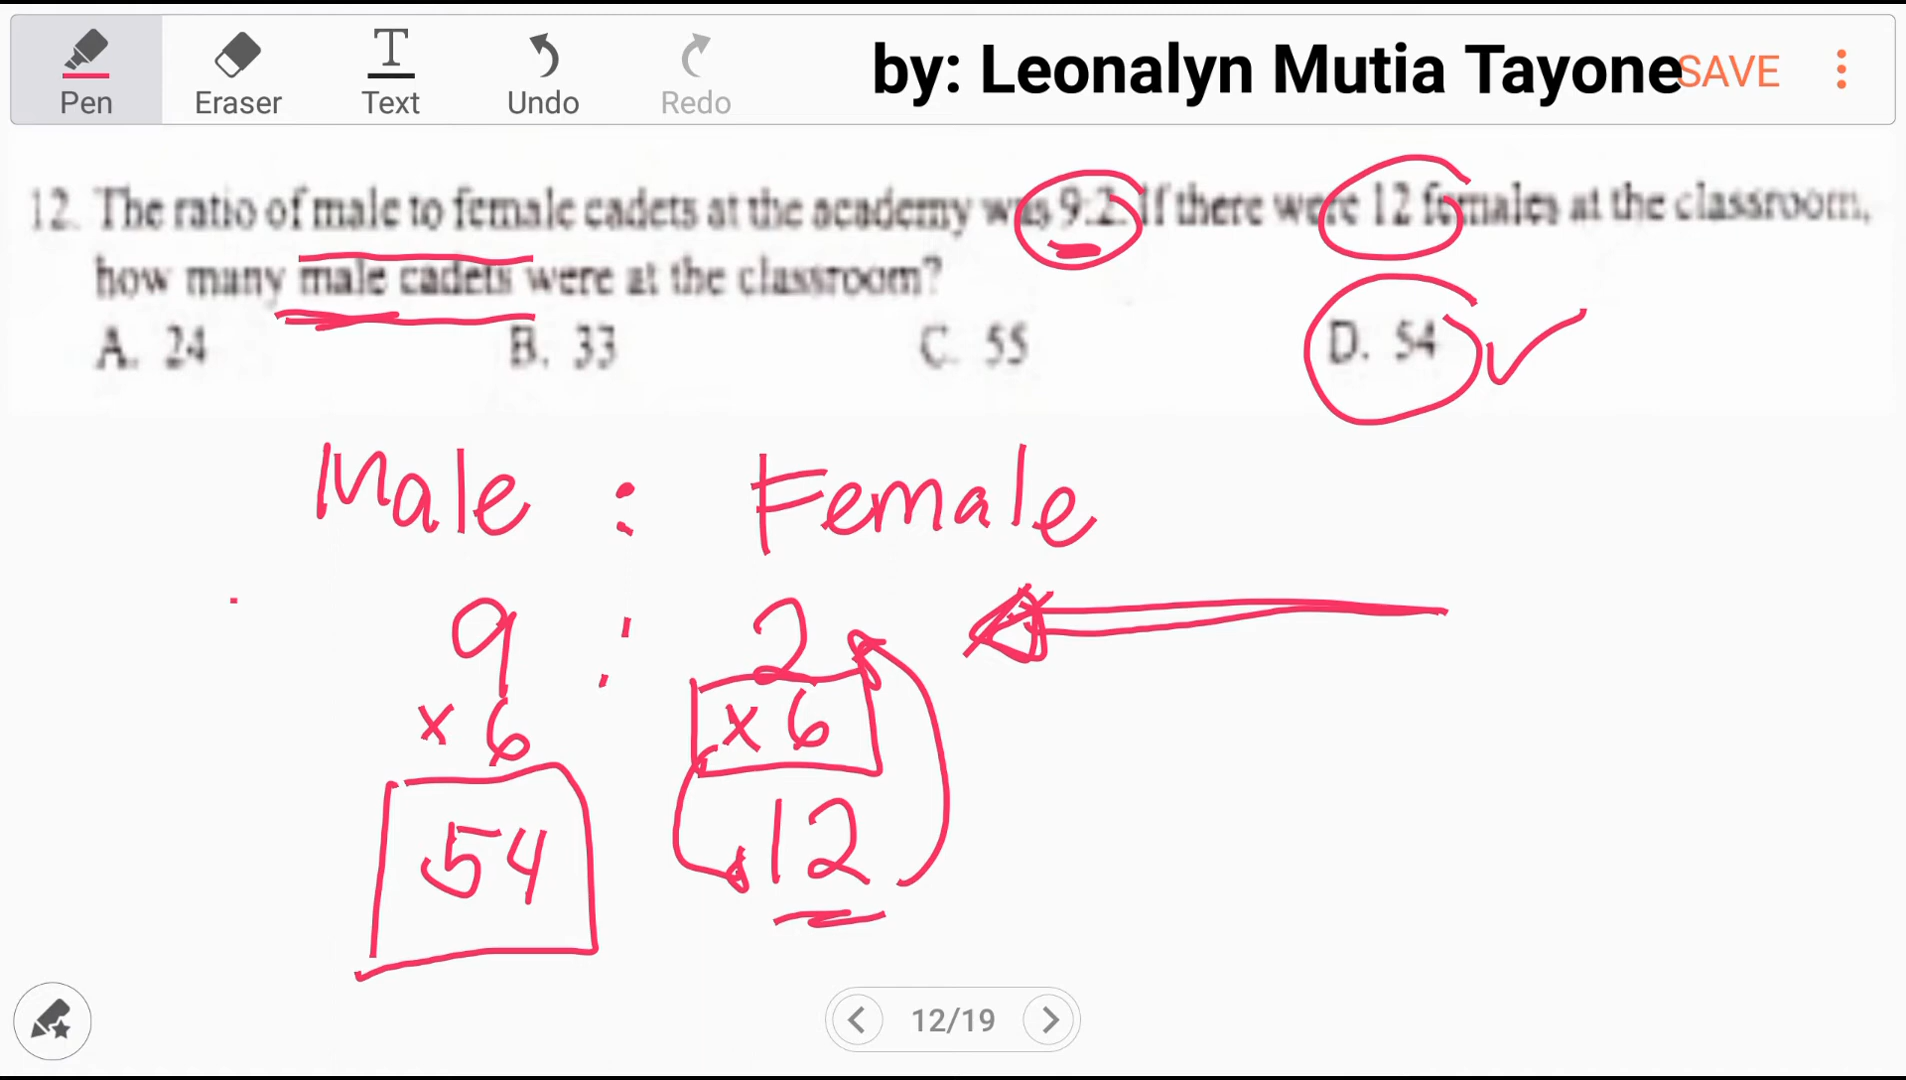 Pen
Eraser
Text
Undo
Redo
by: Leonalyn Mutia Tayone
SAVE
12. The ratio of male to female cadets at the academy was 9:2. If there were 12 females at the classroom,
how many male cadets were at the classroom?
A. 24 B. 33 C. 55 D. 54
Male : Female
9 : 2
x 6 x 6
54 12
12/19